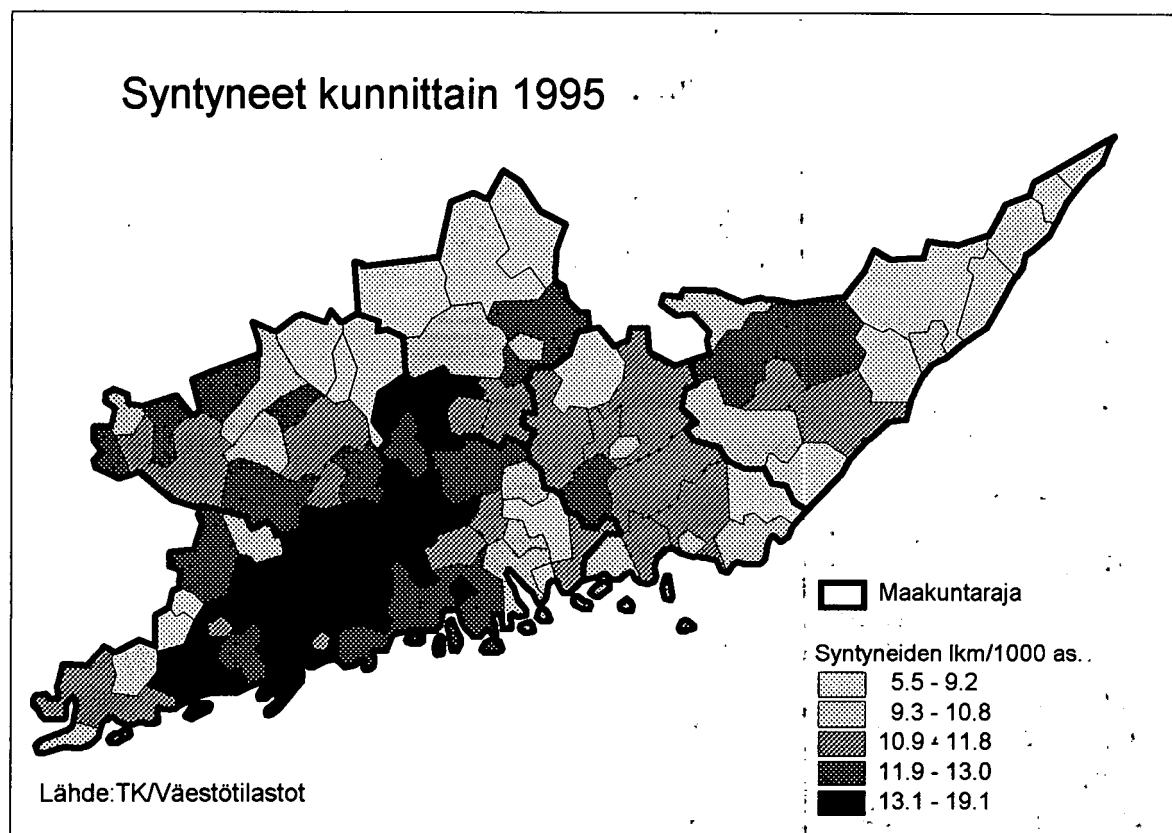 Syntyneet kunnittain 1995
Maakuntaraja
Syntyneiden lkm/1000 as.
5.5 - 9.2
9.3 - 10.8
10.9 - 11.8
11.9 - 13.0
13.1 - 19.1
Lähde:TK/Väestötilastot